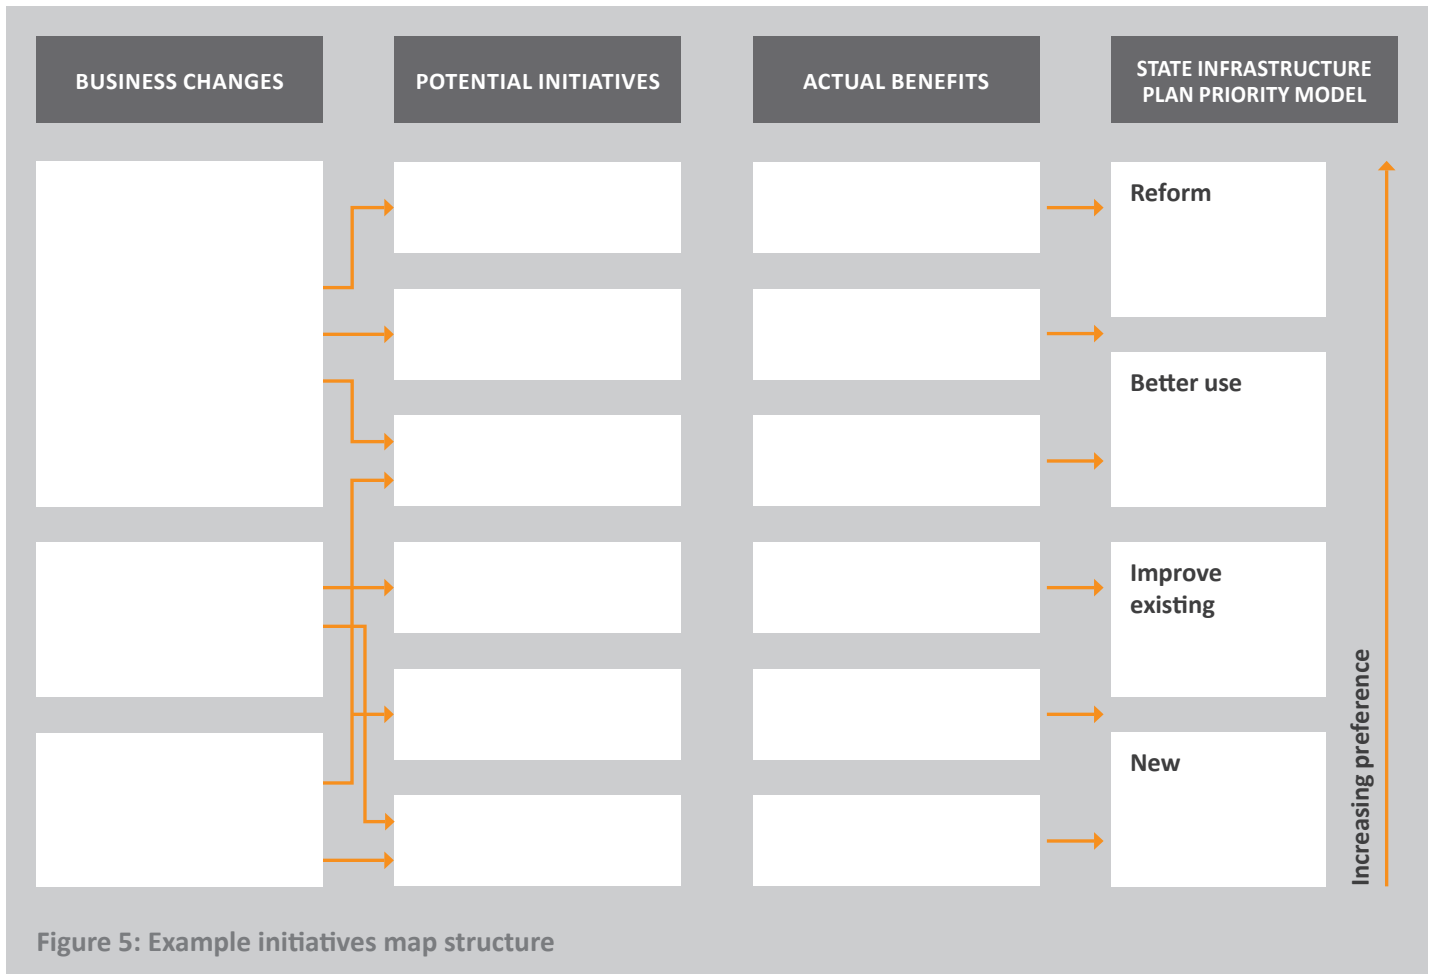 BUSINESS CHANGES
POTENTIAL INITIATIVES
ACTUAL BENEFITS
STATE INFRASTRUCTURE
PLAN PRIORITY MODEL
Reform
Better use
Improve
existing
New
Increasing preference
Figure 5: Example initiatives map structure